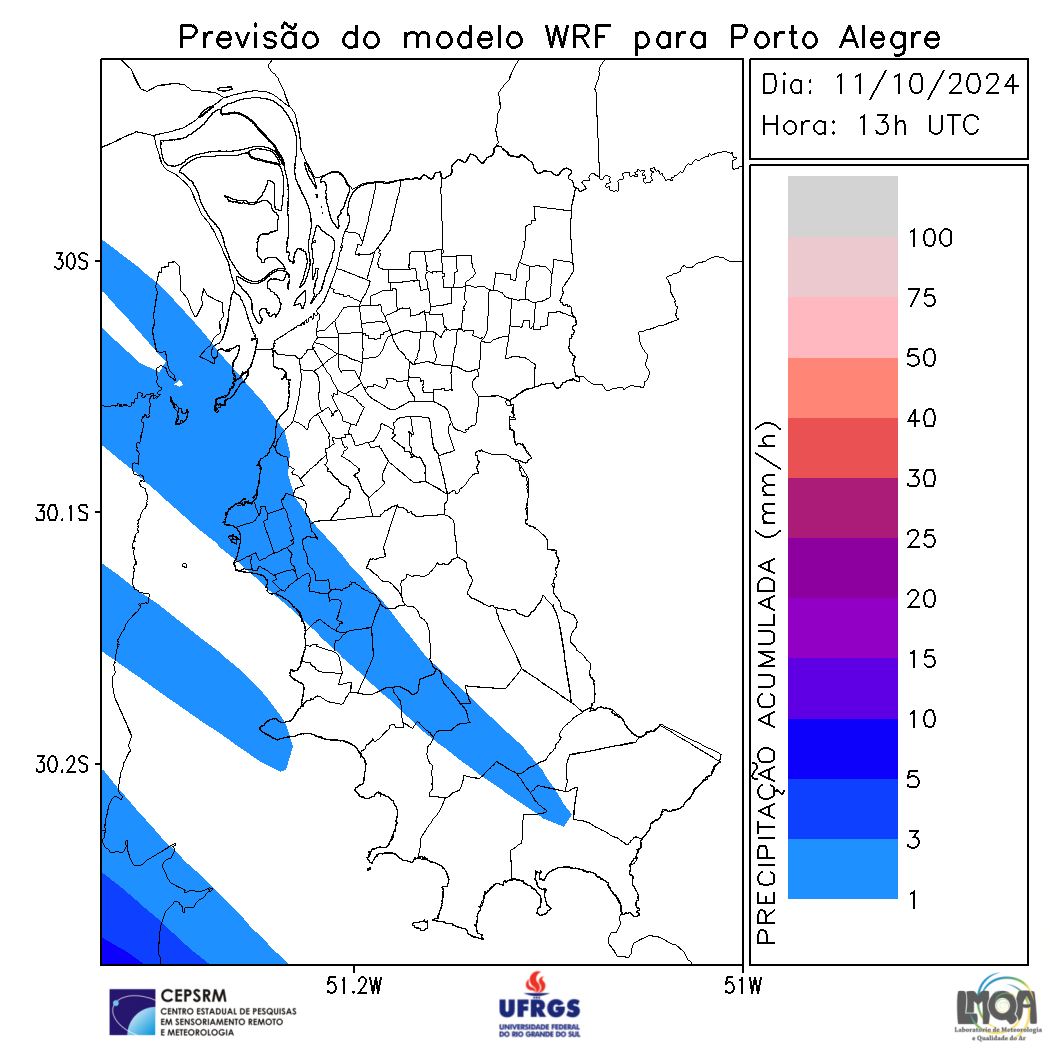 Previsão do modelo WRF para Porto Alegre
Dia: 11/10/2024
Hora: 13h UTC
30S
30.1S
30.2S
51.2W
51W
PRECIPITAÇÃO ACUMULADA (mm/h)
100
75
50
40
30
25
20
15
10
5
3
1
CEPSRM
CENTRO ESTADUAL DE PESQUISAS
EM SENSORIAMENTO REMOTO
E METEOROLOGIA
UFRGS
UNIVERSIDADE FEDERAL
DO RIO GRANDE DO SUL
LMQA
Laboratório de Meteorologia
e Qualidade do Ar